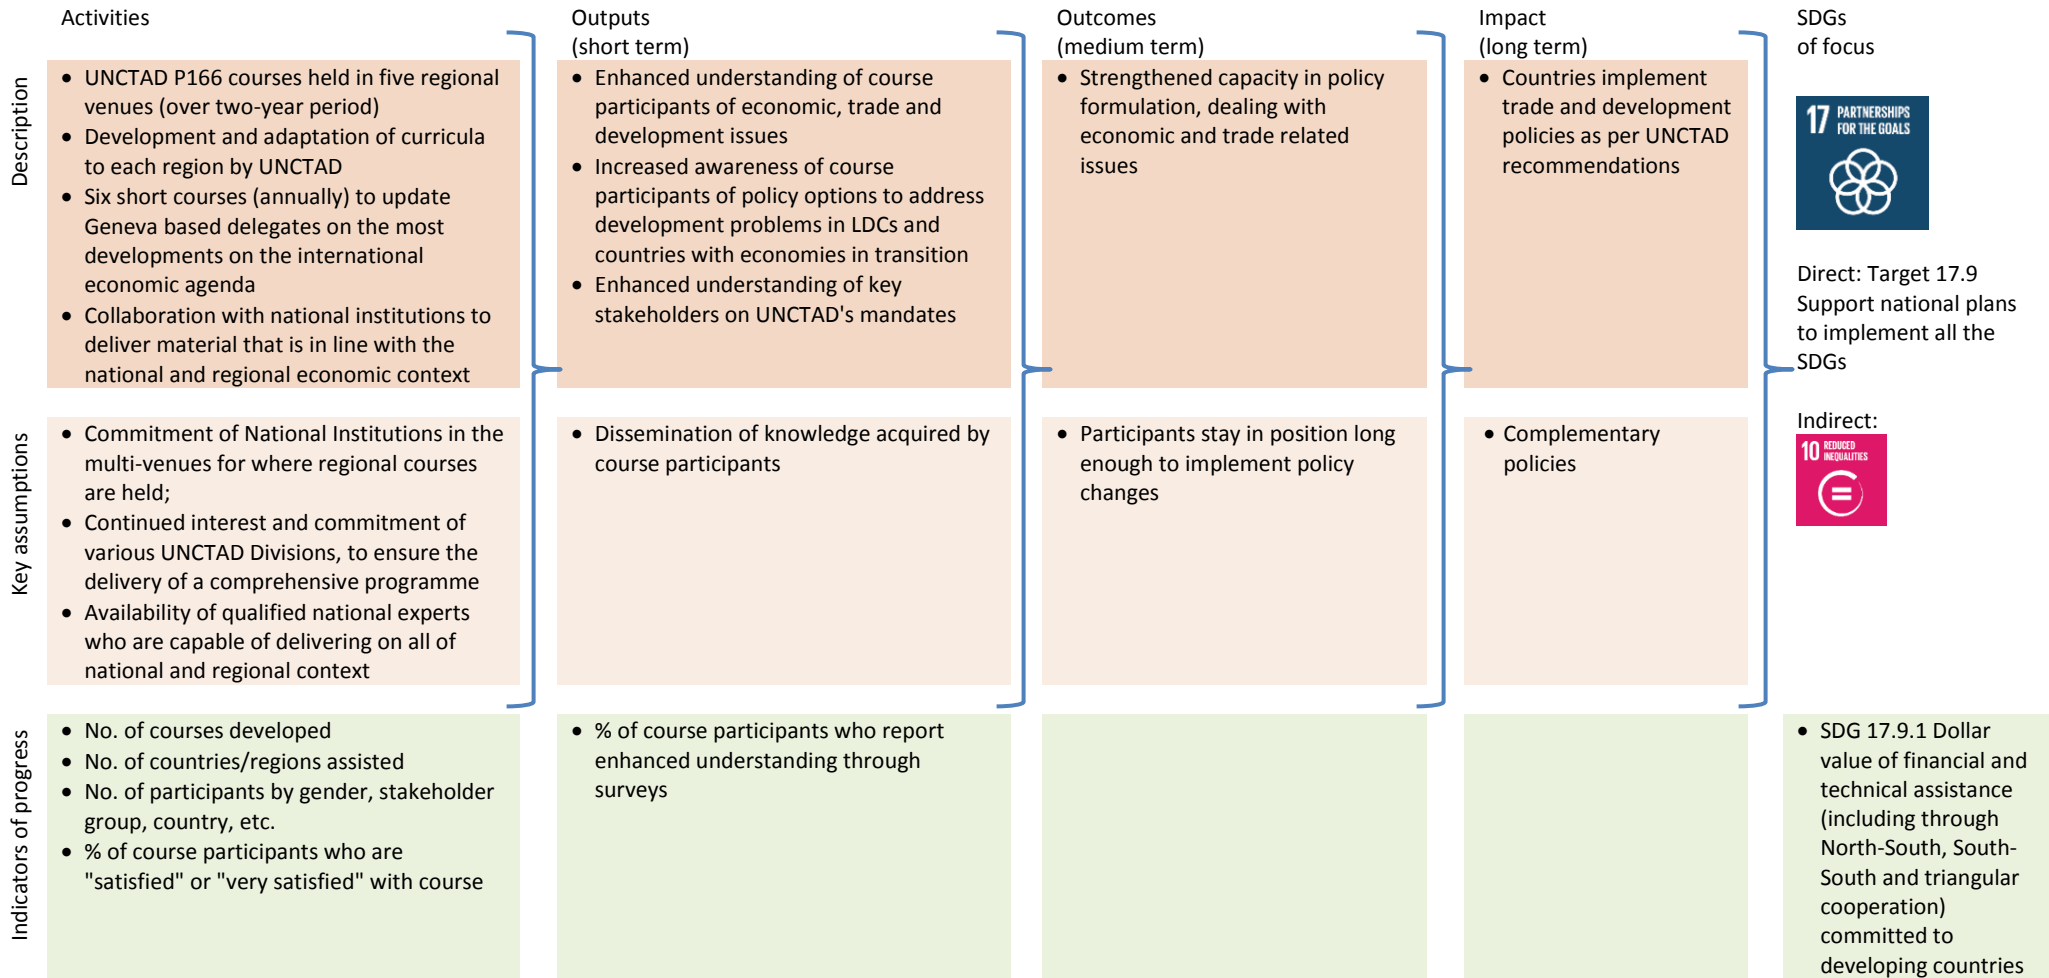 Activities
Outputs
(short term)
Outcomes
(medium term)
Impact
(long term)
SDGs
of focus
Description
• UNCTAD P166 courses held in five regional
venues (over two-year period)
• Development and adaptation of curricula
to each region by UNCTAD
• Six short courses (annually) to update
Geneva based delegates on the most
developments on the international
economic agenda
• Collaboration with national institutions to
deliver material that is in line with the
national and regional economic context
• Enhanced understanding of course
participants of economic, trade and
development issues
• Increased awareness of course
participants of policy options to address
development problems in LDCs and
countries with economies in transition
• Enhanced understanding of key
stakeholders on UNCTAD's mandates
• Strengthened capacity in policy
formulation, dealing with
economic and trade related
issues
• Countries implement
trade and development
policies as per UNCTAD
recommendations
17 PARTNERSHIPS
FOR THE GOALS
Direct: Target 17.9
Support national plans
to implement all the
SDGs
Key assumptions
• Commitment of National Institutions in the
multi-venues for where regional courses
are held;
• Continued interest and commitment of
various UNCTAD Divisions, to ensure the
delivery of a comprehensive programme
• Availability of qualified national experts
who are capable of delivering on all of
national and regional context
• Dissemination of knowledge acquired by
course participants
• Participants stay in position long
enough to implement policy
changes
• Complementary
policies
Indirect:
10 REDUCED
INEQUALITIES
Indicators of progress
• No. of courses developed
• No. of countries/regions assisted
• No. of participants by gender, stakeholder
group, country, etc.
• % of course participants who are
"satisfied" or "very satisfied" with course
• % of course participants who report
enhanced understanding through
surveys
• SDG 17.9.1 Dollar
value of financial and
technical assistance
(including through
North-South, South-
South and triangular
cooperation)
committed to
developing countries